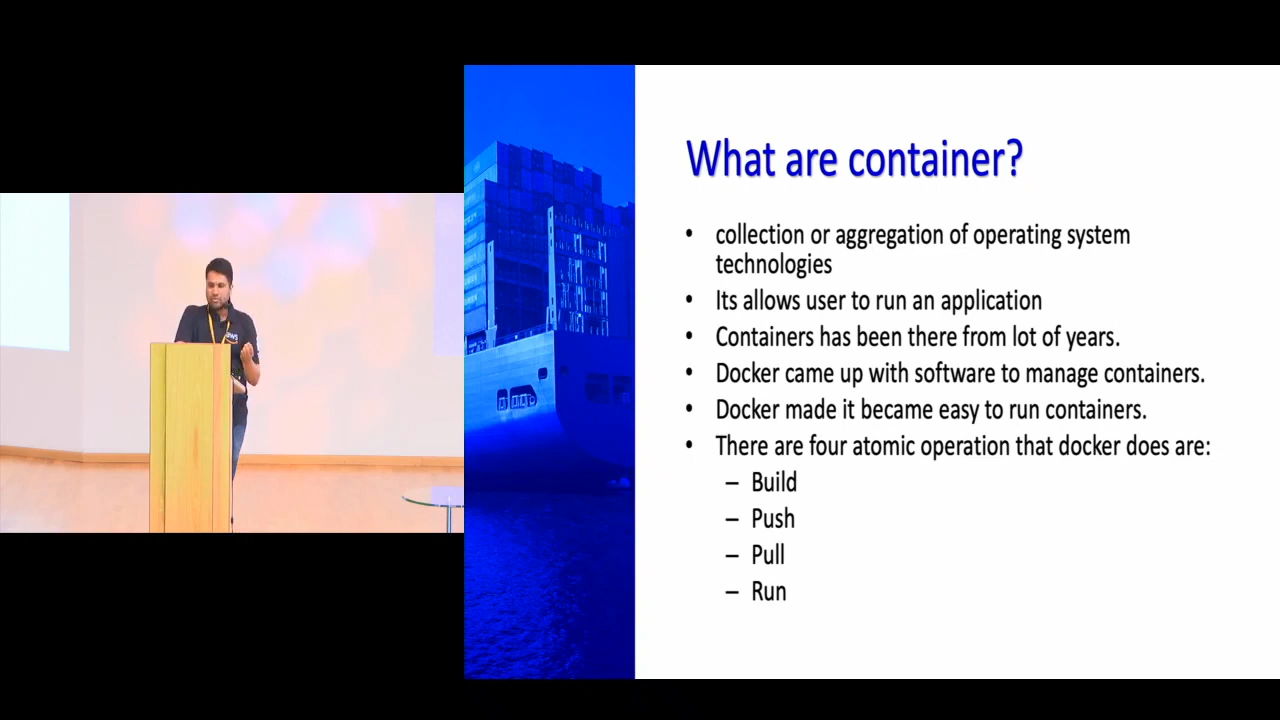 What are container?
• collection or aggregation of operating system
technologies
• Its allows user to run an application
• Containers has been there from lot of years.
• Docker came up with software to manage containers.
• Docker made it became easy to run containers.
• There are four atomic operation that docker does are:
– Build
– Push
– Pull
– Run
aws